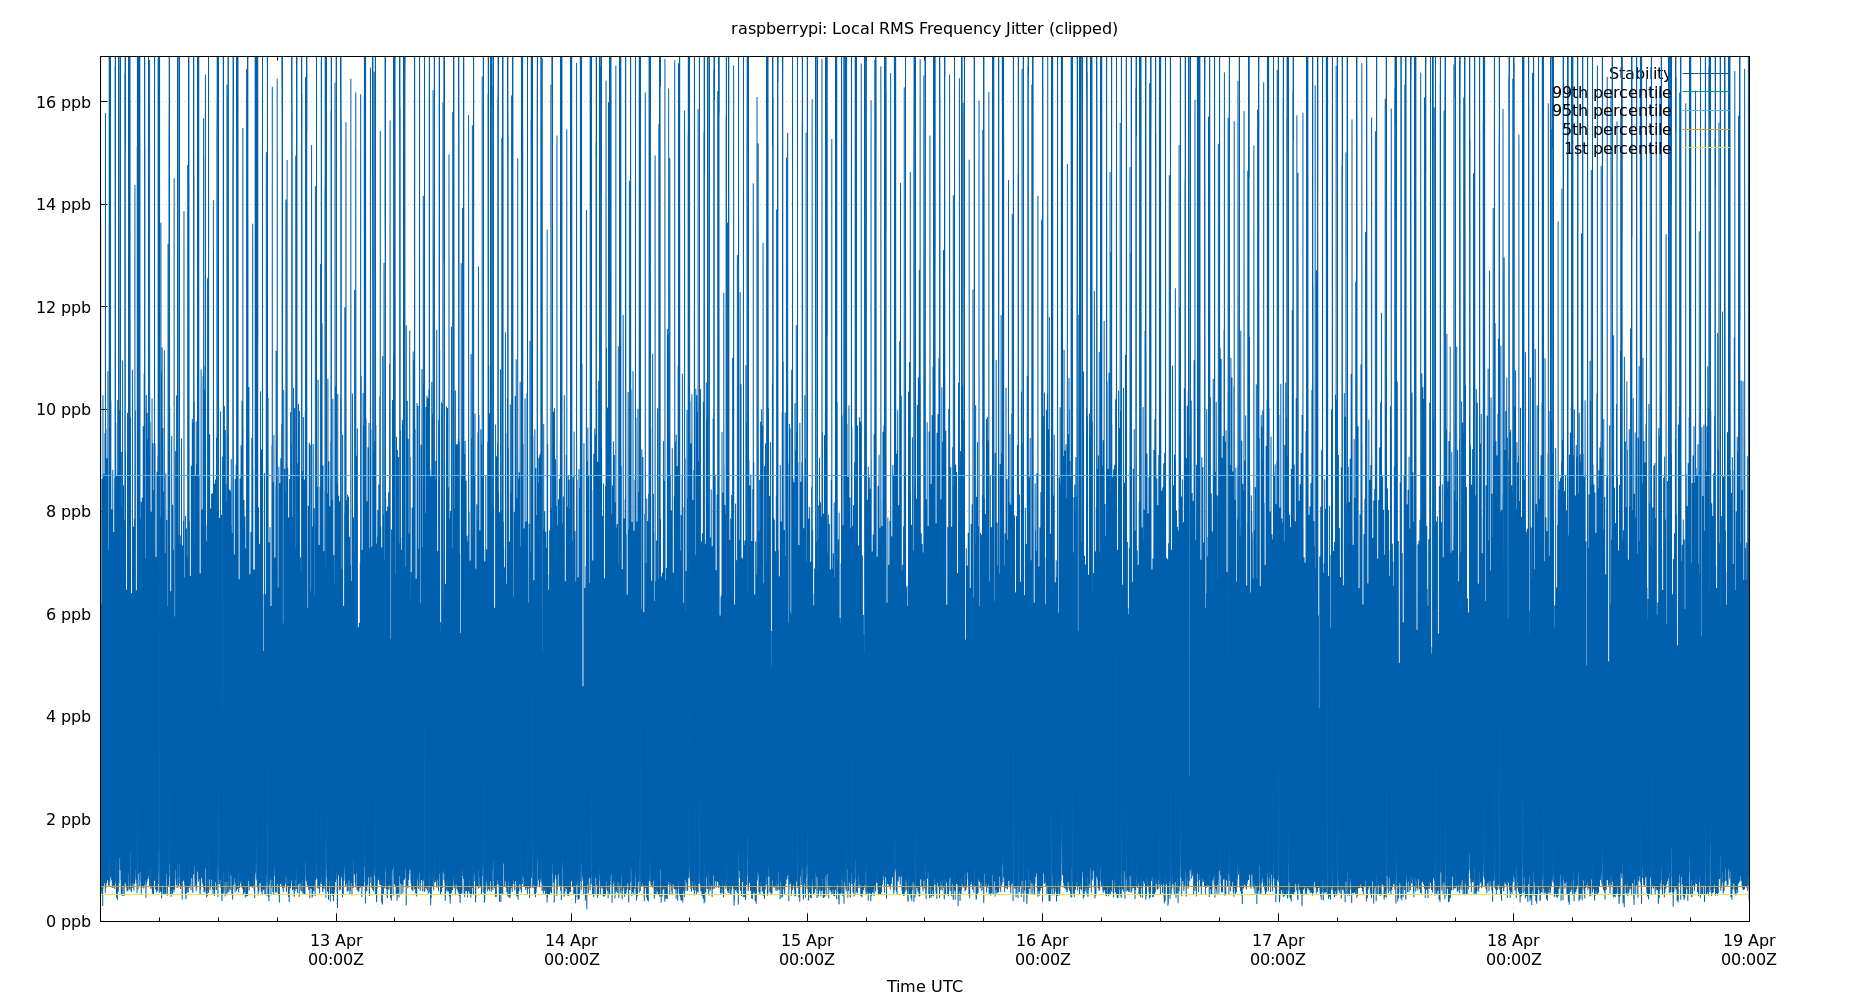 raspberrypi: Local RMS Frequency Jitter (clipped)
Stability
99th percentile
95th percentile
5th percentile
1st percentile
16 ppb
14 ppb
12 ppb
10 ppb
8 ppb
6 ppb
4 ppb
2 ppb
0 ppb
13 Apr 14 Apr 15 Apr 16 Apr 17 Apr 18 Apr 19 Apr
00:00Z 00:00Z 00:00Z 00:00Z 00:00Z 00:00Z 00:00Z
Time UTC